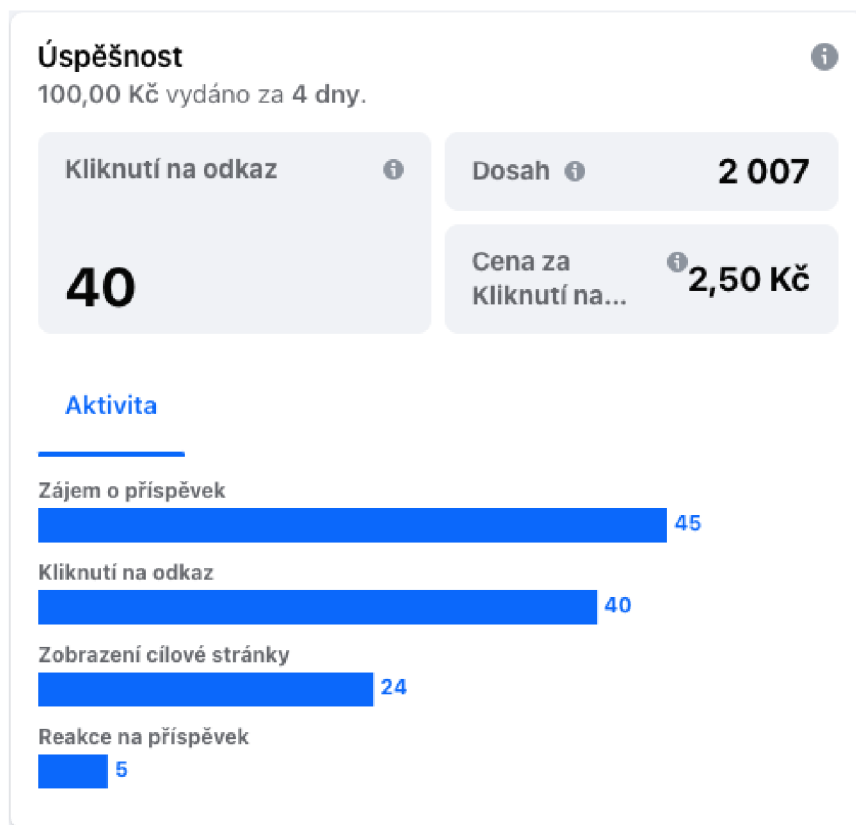 Úspěšnost
100,00 Kč vydáno za 4 dny.
Kliknutí na odkaz
40
Dosah
2 007
Cena za
Kliknutí na...
2,50 Kč
Aktivita
Zájem o příspěvek
45
Kliknutí na odkaz
40
Zobrazení cílové stránky
24
Reakce na příspěvek
5